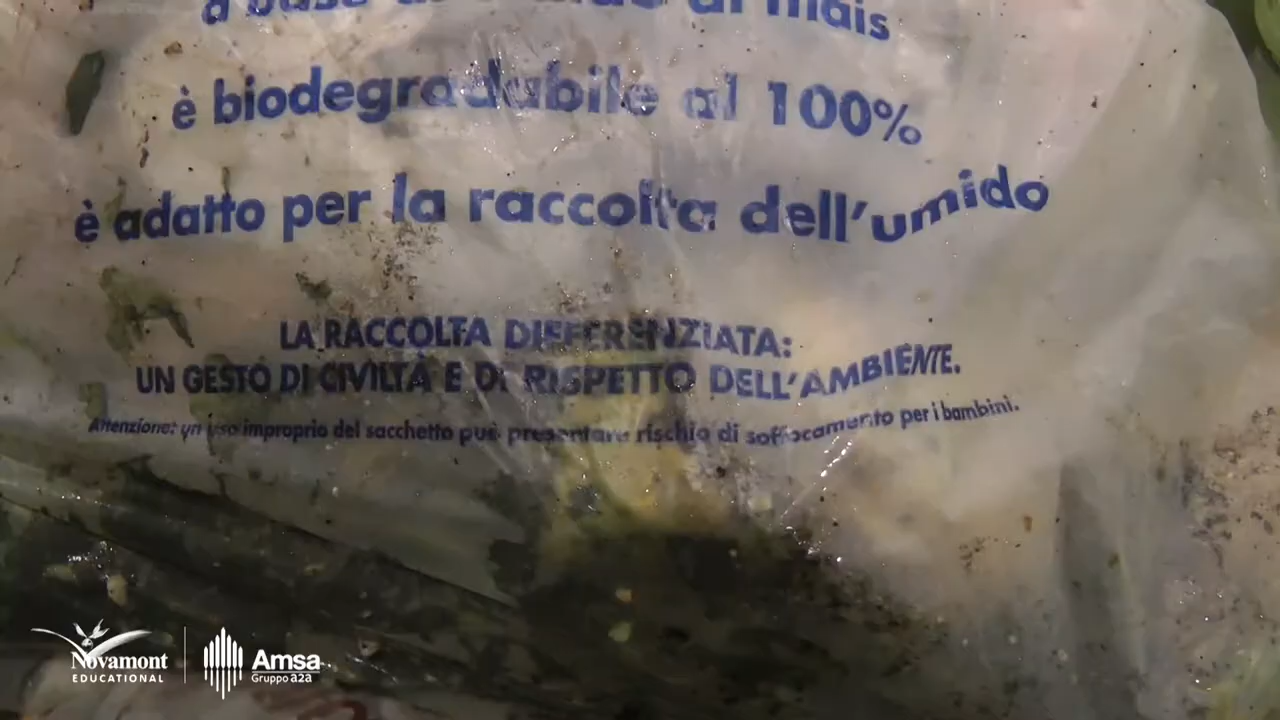 di mais
è biodegradabile al 100%
è adatto per la raccolta dell'umido
LA RACCOLTA DIFFERENZIATA:
UN GESTO DI CIVILTÀ E DI RISPETTO DELL'AMBIENTE.
Attenzione: un uso improprio del sacchetto può presentare rischio di soffocamento per i bambini.
Novamont
EDUCATIONAL
Amsa
Gruppo a2a